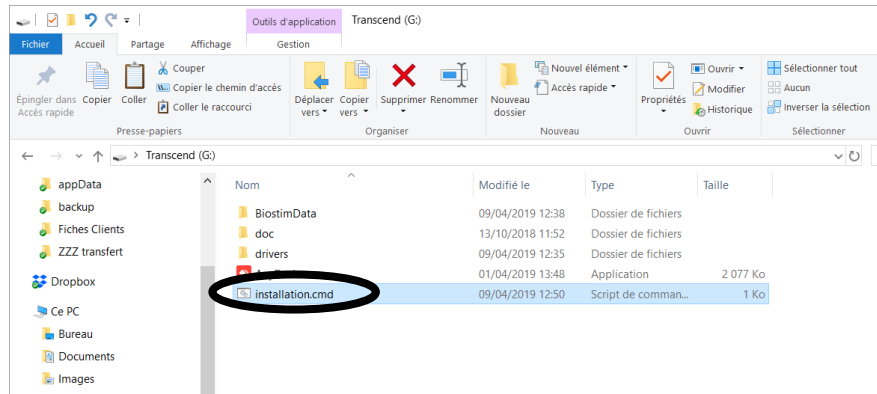 Outils d'application Transcend (G:)
Fichier Accueil Partage Affichage Gestion
Épingler dans Accès rapide
Copier
Coller
Couper
Copier le chemin d'accès
Coller le raccourci
Presse-papiers
Déplacer vers
Copier vers
Supprimer
Renommer
Organiser
Nouveau dossier
Nouvel élément
Accès rapide
Nouveau
Propriétés
Ouvrir
Modifier
Historique
Ouvrir
Sélectionner tout
Aucun
Inverser la sélection
Sélectionner
Transcend (G:)
appData
backup
Fiches Clients
ZZZ transfert
Dropbox
Ce PC
Bureau
Documents
Images
Nom Modifié le Type Taille
BiostimData 09/04/2019 12:38 Dossier de fichiers
doc 13/10/2018 11:52 Dossier de fichiers
drivers 09/04/2019 12:35 Dossier de fichiers
01/04/2019 13:48 Application 2 077 Ko
installation.cmd 09/04/2019 12:50 Script de comman... 1 Ko